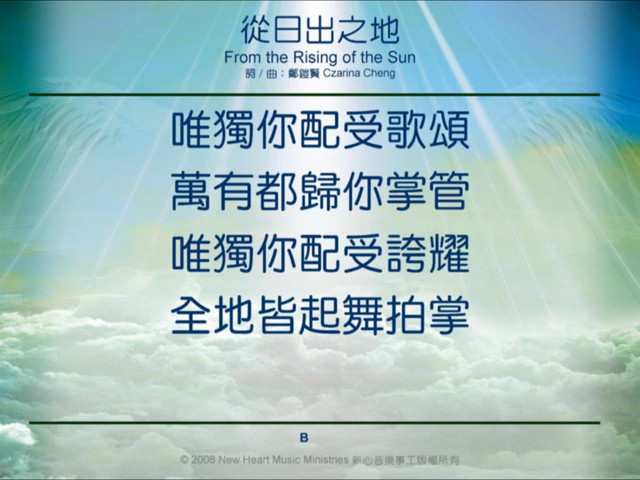 從日出之地
From the Rising of the Sun
詞 / 曲：鄭鎧賢 Czarina Cheng
唯獨你配受歌頌
萬有都歸你掌管
唯獨你配受誇耀
全地皆起舞拍掌
B
© 2008 New Heart Music Ministries 新心音樂事工版權所有